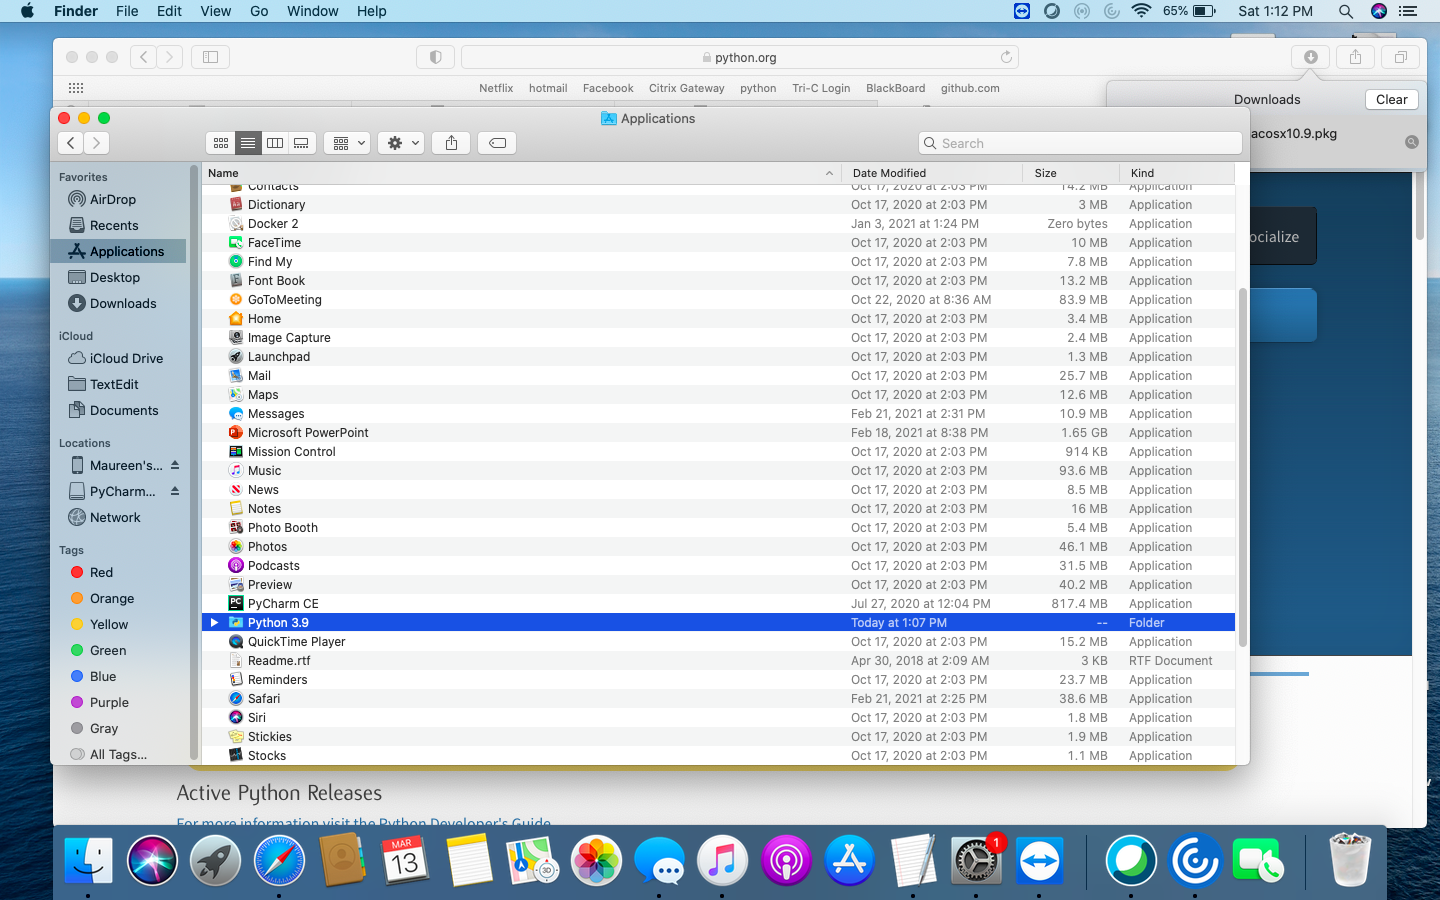 Finder File Edit View Go Window Help 65% Sat 1:12 PM
python.org
Netflix hotmail Facebook Citrix Gateway python Tri-C Login BlackBoard github.com
Downloads Clear
acosx10.9.pkg
Applications
Search
Name Date Modified Size Kind
Contacts Oct 17, 2020 at 2:03 PM 14.2 MB Application
Dictionary Oct 17, 2020 at 2:03 PM 3 MB Application
Docker 2 Jan 3, 2021 at 1:24 PM Zero bytes Application
FaceTime Oct 17, 2020 at 2:03 PM 10 MB Application
Find My Oct 17, 2020 at 2:03 PM 7.8 MB Application
Font Book Oct 17, 2020 at 2:03 PM 13.2 MB Application
GoToMeeting Oct 22, 2020 at 8:36 AM 83.9 MB Application
Home Oct 17, 2020 at 2:03 PM 3.4 MB Application
Image Capture Oct 17, 2020 at 2:03 PM 2.4 MB Application
Launchpad Oct 17, 2020 at 2:03 PM 1.3 MB Application
Mail Oct 17, 2020 at 2:03 PM 25.7 MB Application
Maps Oct 17, 2020 at 2:03 PM 12.6 MB Application
Messages Feb 21, 2021 at 2:31 PM 10.9 MB Application
Microsoft PowerPoint Feb 18, 2021 at 8:38 PM 1.65 GB Application
Mission Control Oct 17, 2020 at 2:03 PM 914 KB Application
Music Oct 17, 2020 at 2:03 PM 93.6 MB Application
News Oct 17, 2020 at 2:03 PM 8.5 MB Application
Notes Oct 17, 2020 at 2:03 PM 16 MB Application
Photo Booth Oct 17, 2020 at 2:03 PM 5.4 MB Application
Photos Oct 17, 2020 at 2:03 PM 46.1 MB Application
Podcasts Oct 17, 2020 at 2:03 PM 31.5 MB Application
Preview Oct 17, 2020 at 2:03 PM 40.2 MB Application
PyCharm CE Jul 27, 2020 at 12:04 PM 817.4 MB Application
Python 3.9 Today at 1:07 PM -- Folder
QuickTime Player Oct 17, 2020 at 2:03 PM 15.2 MB Application
Readme.rtf Apr 30, 2018 at 2:09 AM 3 KB RTF Document
Reminders Oct 17, 2020 at 2:03 PM 23.7 MB Application
Safari Feb 21, 2021 at 2:25 PM 38.6 MB Application
Siri Oct 17, 2020 at 2:03 PM 1.8 MB Application
Stickies Oct 17, 2020 at 2:03 PM 1.9 MB Application
Stocks Oct 17, 2020 at 2:03 PM 1.1 MB Application
Favorites
AirDrop
Recents
Applications
Desktop
Downloads
iCloud
iCloud Drive
TextEdit
Documents
Locations
Maureen's...
PyCharm...
Network
Tags
Red
Orange
Yellow
Green
Blue
Purple
Gray
All Tags...
ocialize
Active Python Releases
For more information visit the Python Developer's Guide
MAR
13
3D
1